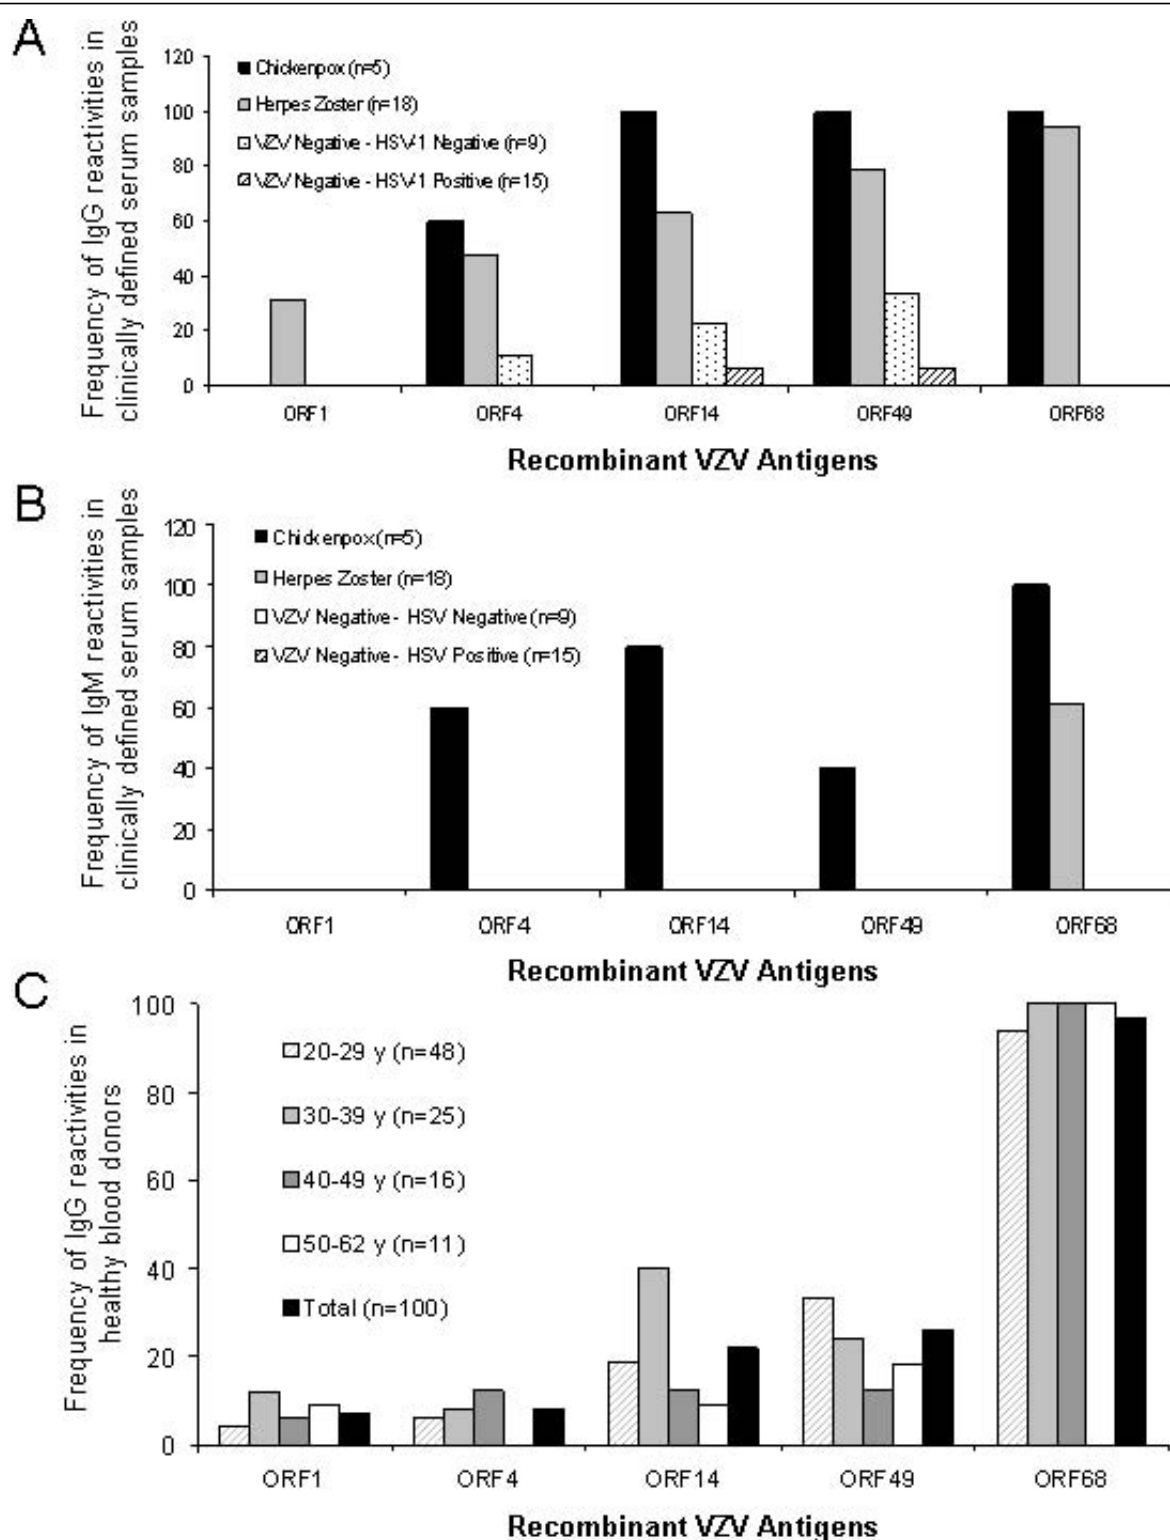 A
Frequency of IgG reactivities in
clinically defined serum samples
120
100
80
60
40
20
0
Chickenpox (n=5)
Herpes Zoster (n=18)
VZV Negative - HSV-1 Negative (n=9)
VZV Negative - HSV-1 Positive (n=15)
ORF1 ORF4 ORF14 ORF49 ORF68
Recombinant VZV Antigens
B
Frequency of IgM reactivities in
clinically defined serum samples
120
100
80
60
40
20
0
Chickenpox (n=5)
Herpes Zoster (n=18)
VZV Negative - HSV Negative (n=9)
VZV Negative - HSV Positive (n=15)
ORF1 ORF4 ORF14 ORF49 ORF68
Recombinant VZV Antigens
C
Frequency of IgG reactivities in
healthy blood donors
100
80
60
40
20
0
20-29 y (n=48)
30-39 y (n=25)
40-49 y (n=16)
50-62 y (n=11)
Total (n=100)
ORF1 ORF4 ORF14 ORF49 ORF68
Recombinant VZV Antigens